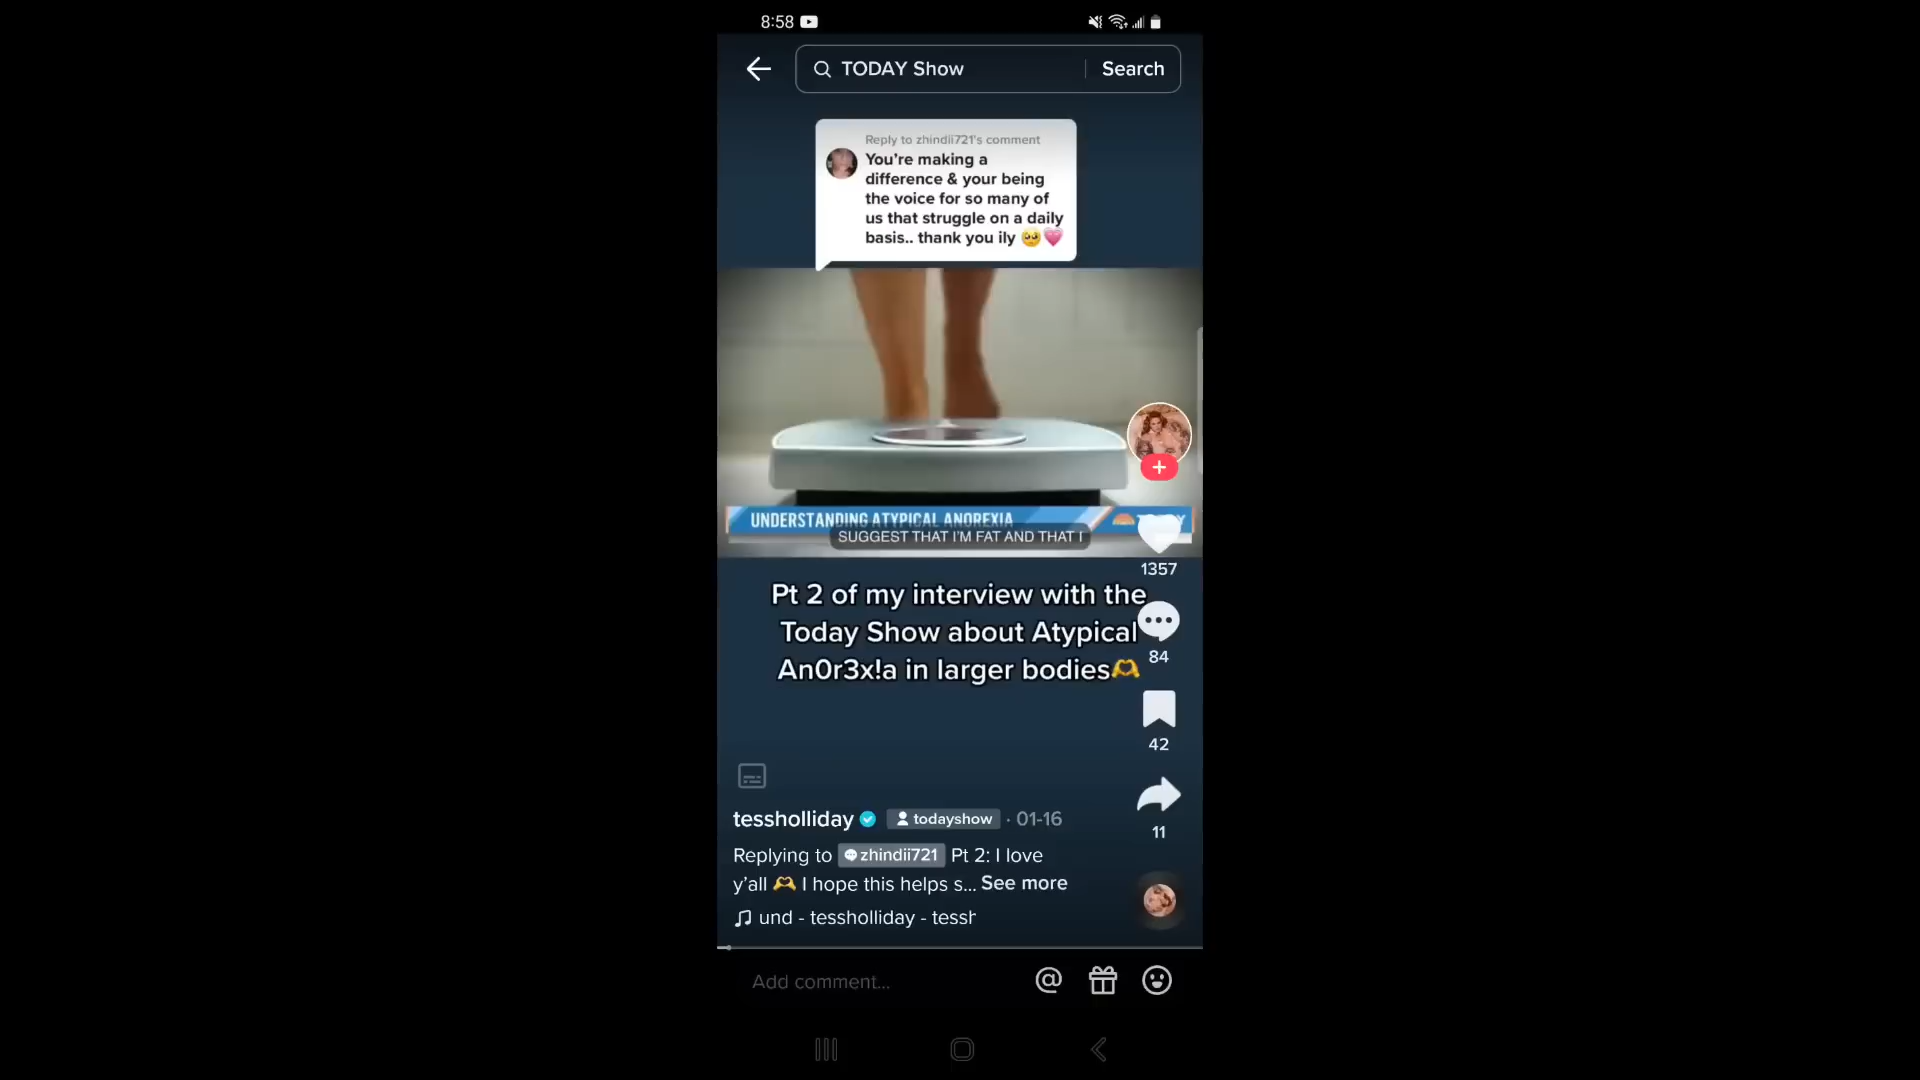 8:58
TODAY Show
Search
Reply to zhindii721's comment
You're making a
difference & your being
the voice for so many of
us that struggle on a daily
basis.. thank you ily 🥺💗
UNDERSTANDING ATYPICAL ANOREXIA
TODAY
SUGGEST THAT I'M FAT AND THAT I
1357
Pt 2 of my interview with the
Today Show about Atypical
An0r3x!a in larger bodies🫶
84
42
tessholliday
todayshow
· 01-16
11
Replying to zhindii721 Pt 2: I love
y'all 🫶 I hope this helps s... See more
und - tessholliday - tessh
Add comment...
@